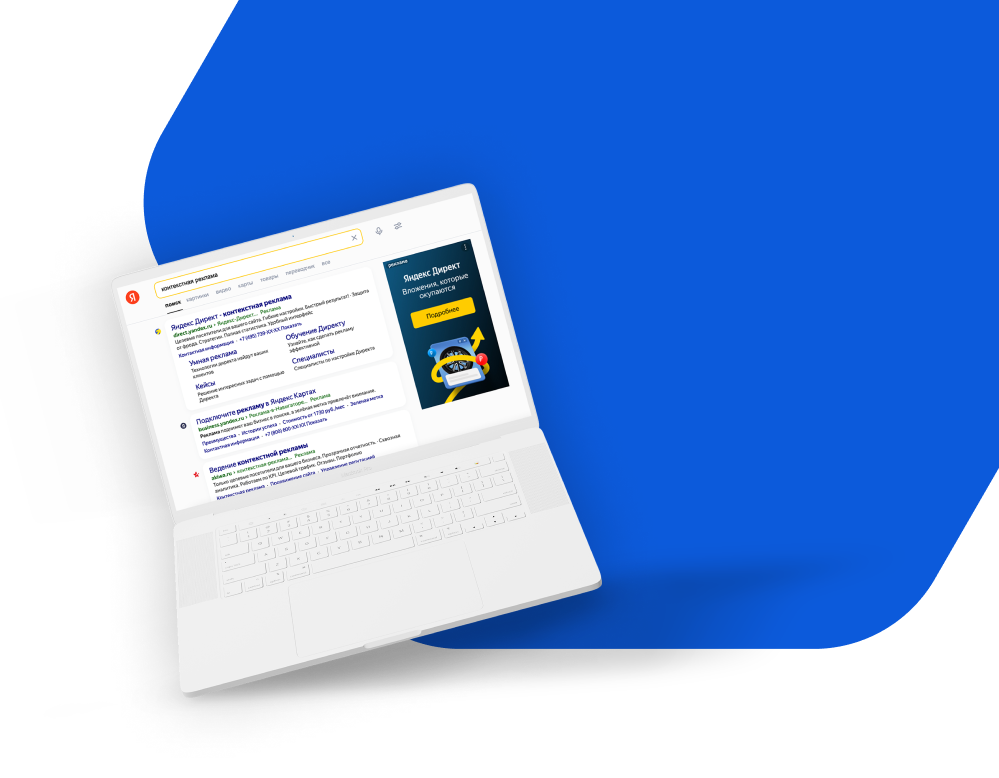 Я
контекстная реклама
поиск картинки видео карты товары переводчик все
Яндекс Директ - контекстная реклама
direct.yandex.ru › Яндекс-Директ... Реклама
Целевые посетители для вашего сайта. Гибкие настройки. Быстрый результат! · Защита
от фрода. Стратегии. Полная статистика. Удобный интерфейс
Контактная информация · +7 (495) 739-XX-XX Показать
Умная реклама
Технологии директа найдут ваших
клиентов
Обучение Директу
Узнайте, как сделать рекламу
эффективной
Кейсы
Решение интересных задач с помощью
Директа
Специалисты
Специалисты по настройке Директа
Подключите рекламу в Яндекс Картах
business.yandex.ru › Реклама-в-Навигаторе... Реклама
Реклама поднимет ваш бизнес в поиске, а зелёная метка привлечёт внимание.
Преимущества · Истории успеха · Стоимость от 1730 руб./мес · Зеленая метка
Контактная информация · +7 (800) 600-XX-XX Показать
Ведение контекстной рекламы
контекстная реклама... Реклама
Только целевые посетители для вашего бизнеса. Прозрачная отчетность · Сквозная
аналитика. Работаем по KPI. Целевой трафик. Отзывы. Портфолио
Контекстная реклама · Продвижение сайта · Управление репутацией
реклама
Яндекс Директ
Вложения, которые
окупаются
Подробнее